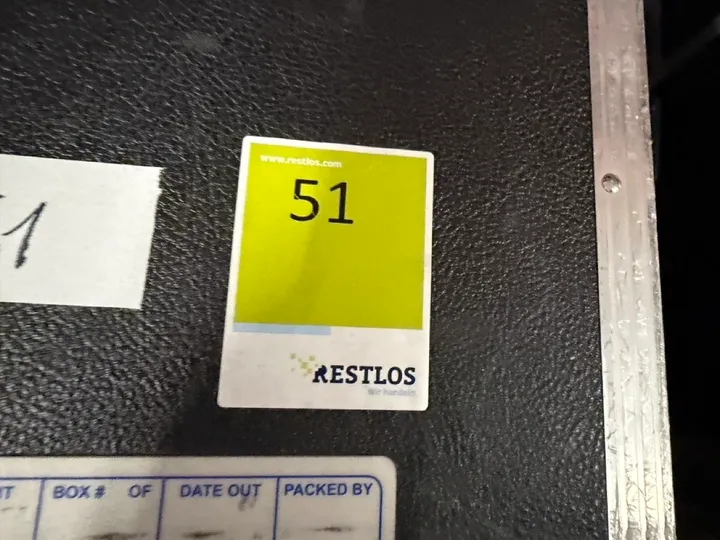 www.restlos.com
51
RESTLOS
Wir handeln.
BOX # OF
DATE OUT
PACKED BY